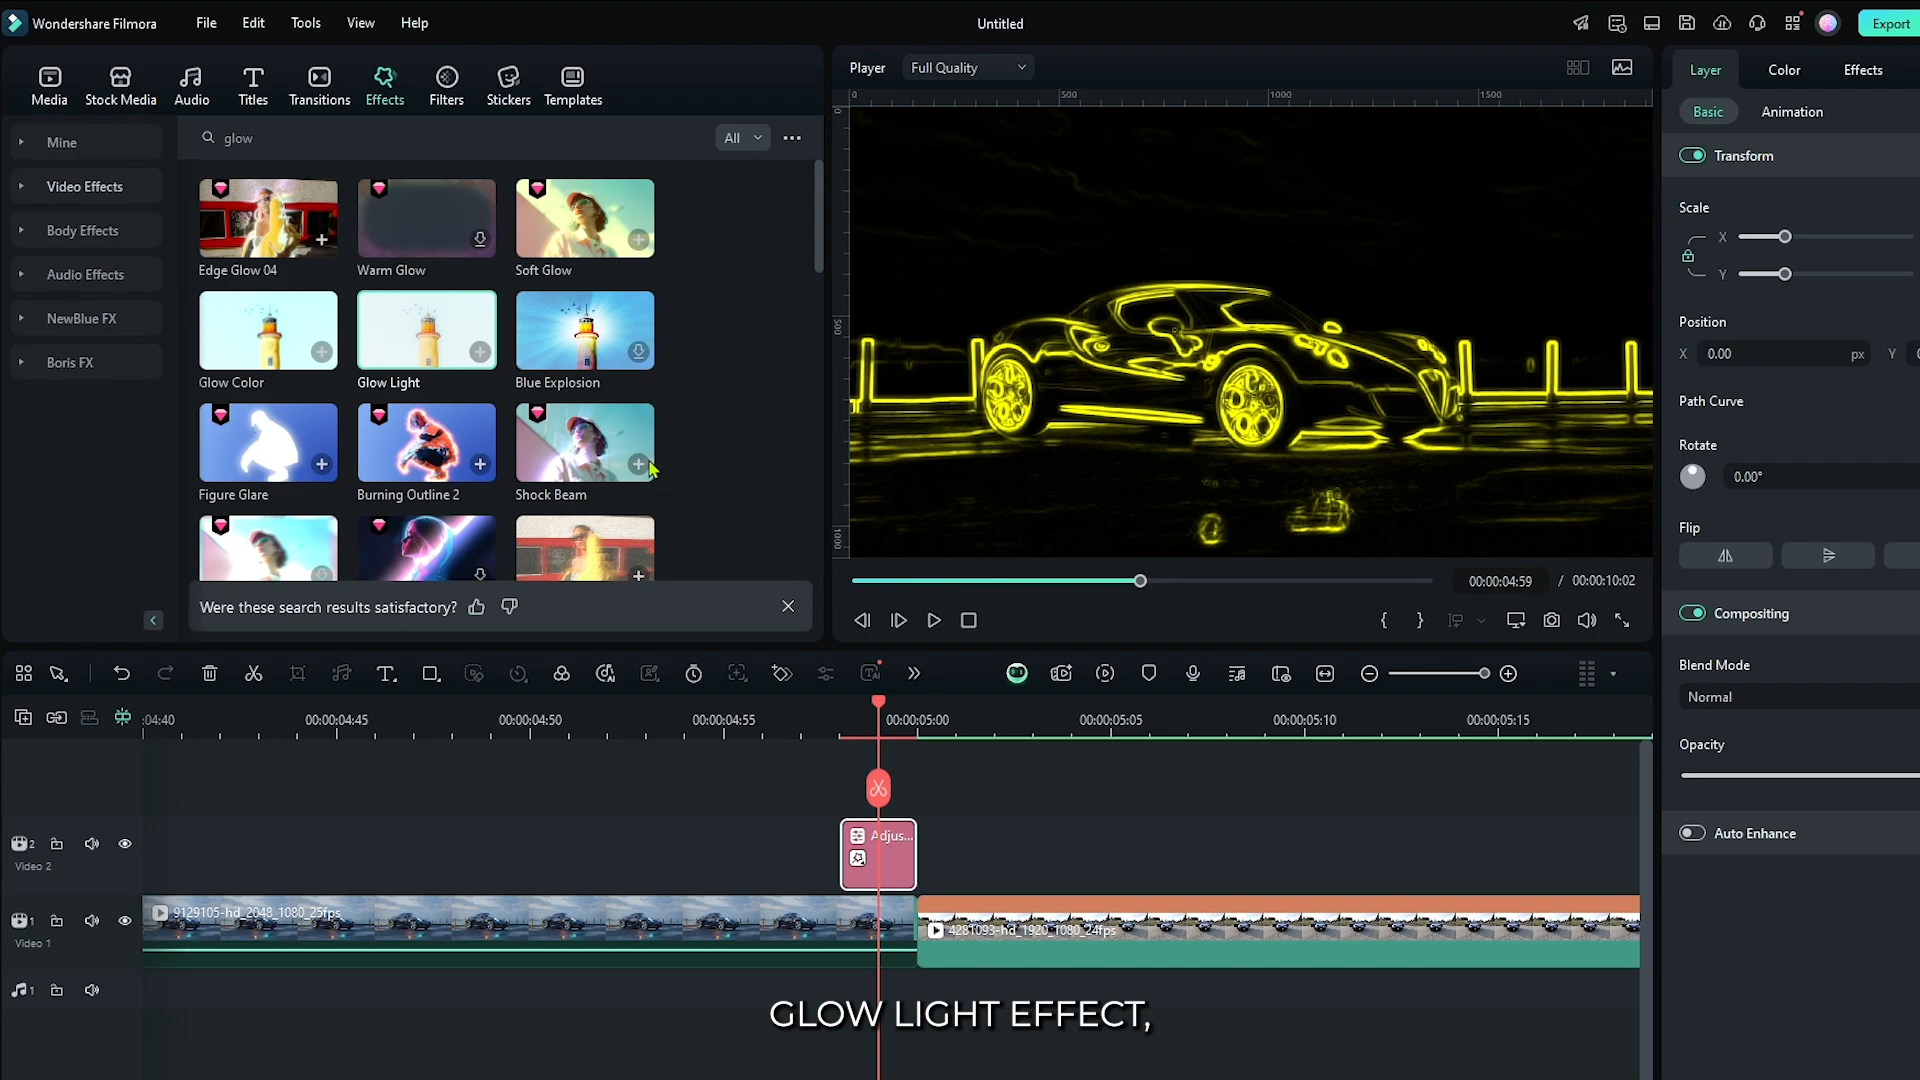 Wondershare Filmora
File
Edit
Tools
View
Help
Untitled
Export
Media
Stock Media
Audio
Titles
Transitions
Effects
Filters
Stickers
Templates
Player
Full Quality
Layer
Color
Effects
Basic
Animation
Mine
Video Effects
Body Effects
Audio Effects
NewBlue FX
Boris FX
glow
All
Edge Glow 04
Warm Glow
Soft Glow
Glow Color
Glow Light
Blue Explosion
Figure Glare
Burning Outline 2
Shock Beam
Were these search results satisfactory?
0
500
1000
1500
0
500
1000
00:00:04:59 / 00:00:10:02
Transform
Scale
X
Y
Position
X 0.00 px Y
Path Curve
Rotate
0.00°
Flip
Compositing
Blend Mode
Normal
Opacity
Auto Enhance
:04:40
00:00:04:45
00:00:04:50
00:00:04:55
00:00:05:00
00:00:05:05
00:00:05:10
00:00:05:15
2
Video 2
Adjus...
1
Video 1
9129105-hd_2048_1080_25fps
4281093-hd_1920_1080_24fps
1
GLOW LIGHT EFFECT,